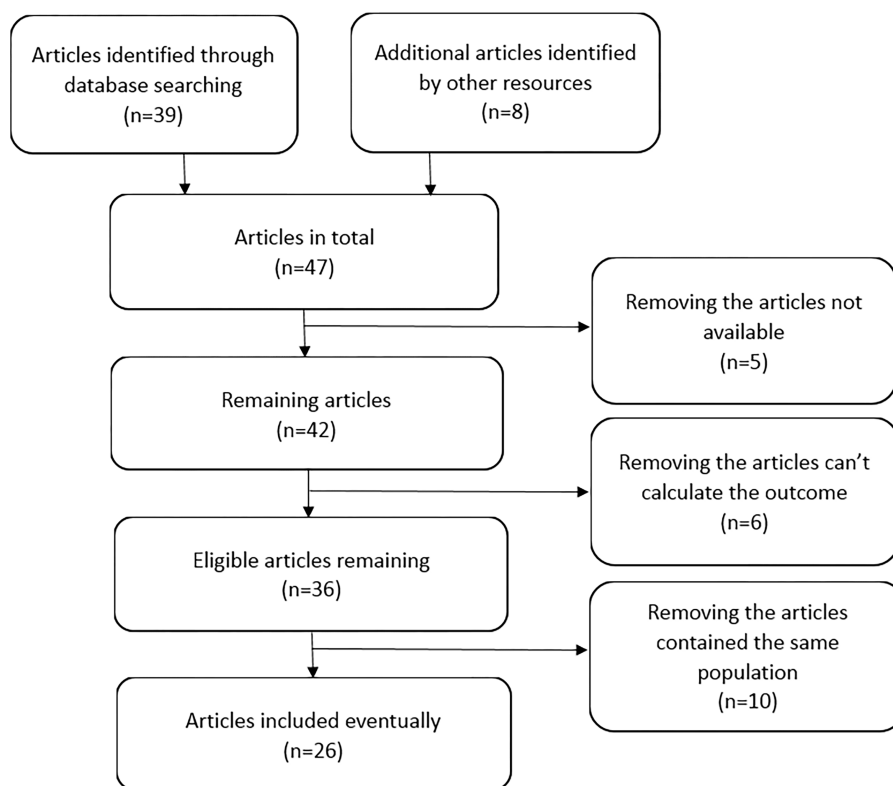 Articles identified through
database searching
(n=39)
Additional articles identified
by other resources
(n=8)
Articles in total
(n=47)
Removing the articles not
available
(n=5)
Remaining articles
(n=42)
Removing the articles can't
calculate the outcome
(n=6)
Eligible articles remaining
(n=36)
Removing the articles
contained the same
population
(n=10)
Articles included eventually
(n=26)